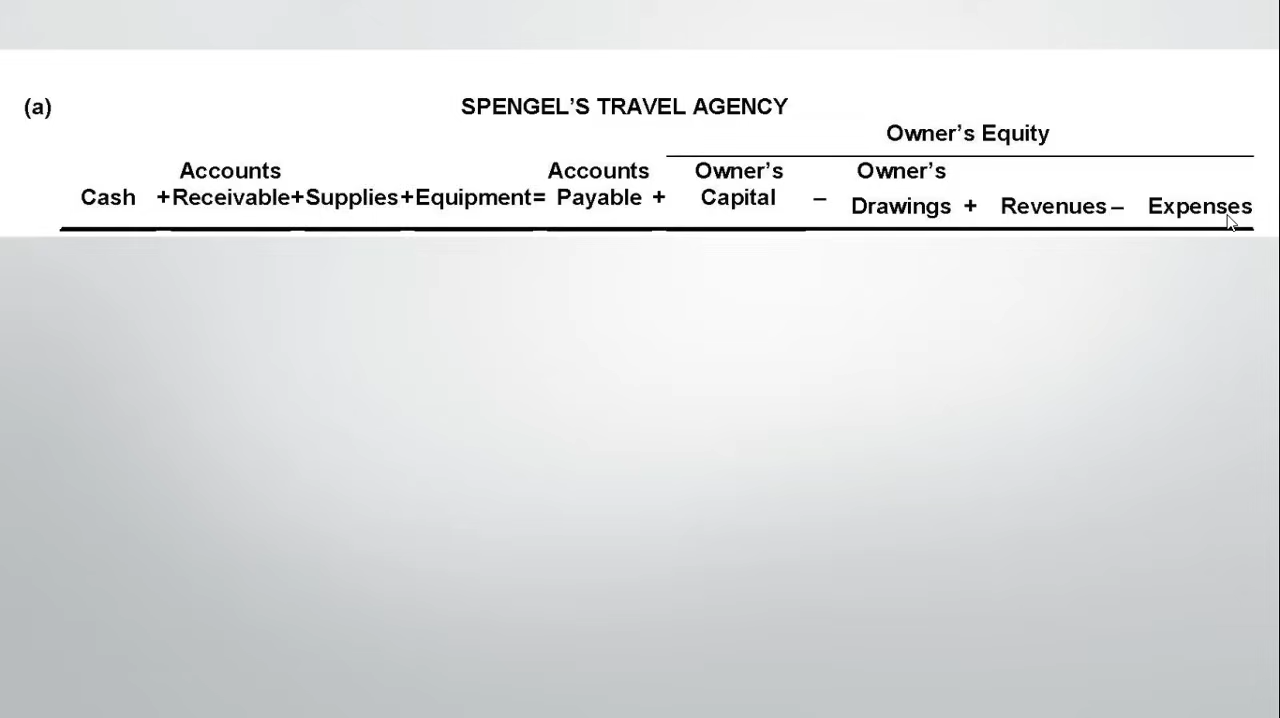 (a) SPENGEL'S TRAVEL AGENCY
Owner's Equity
Accounts Accounts Owner's Owner's
Cash +Receivable+Supplies+Equipment= Payable + Capital – Drawings + Revenues – Expenses